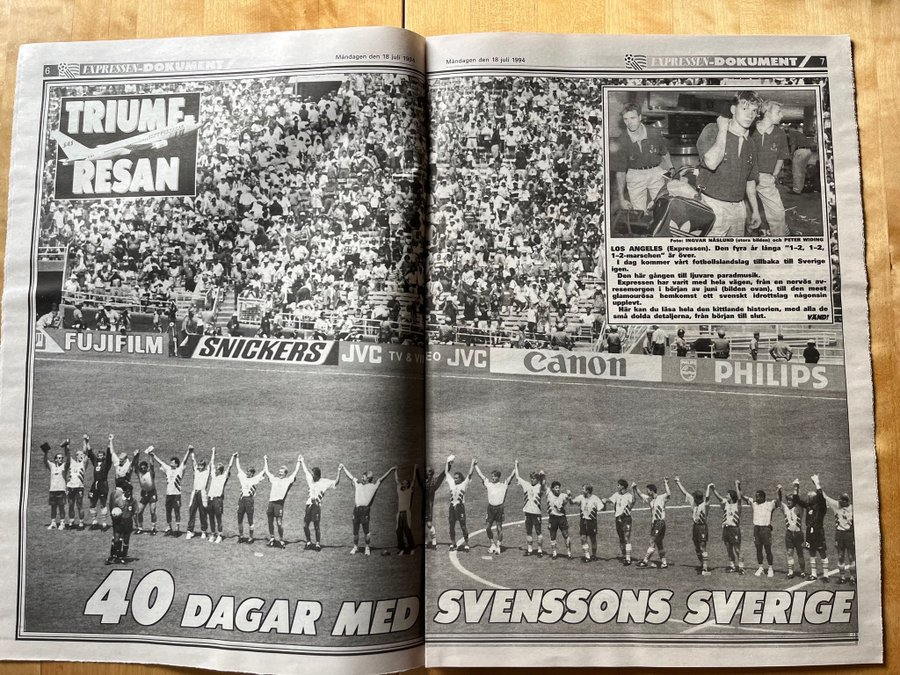 6 EXPRESSEN-DOKUMENT
Måndagen den 18 juli 1994
Måndagen den 18 juli 1994
EXPRESSEN-DOKUMENT 7
TRIUMF-
SAS
RESAN
Foto: INGVAR NÄSLUND (stora bilden) och PETER WIDING
LOS ANGELES (Expressen). Den fyra år långa "1–2, 1–2,
1–2-marschen" är över.
I dag kommer vårt fotbollslandslag tillbaka till Sverige
igen.
Den här gången till ljuvare paradmusik.
Expressen har varit med hela vägen, från en nervös av-
resemorgon i början av juni (bilden ovan), till den mest
glamourösa hemkomst ett svenskt idrottslag någonsin
upplevt.
Här kan du läsa hela den kittlande historien, med alla de
små dolda detaljerna, från början till slut.
VÄND!
FUJIFILM
SNICKERS
JVC TV & VIDEO JVC
Canon
PHILIPS
40 DAGAR MED SVENSSONS SVERIGE